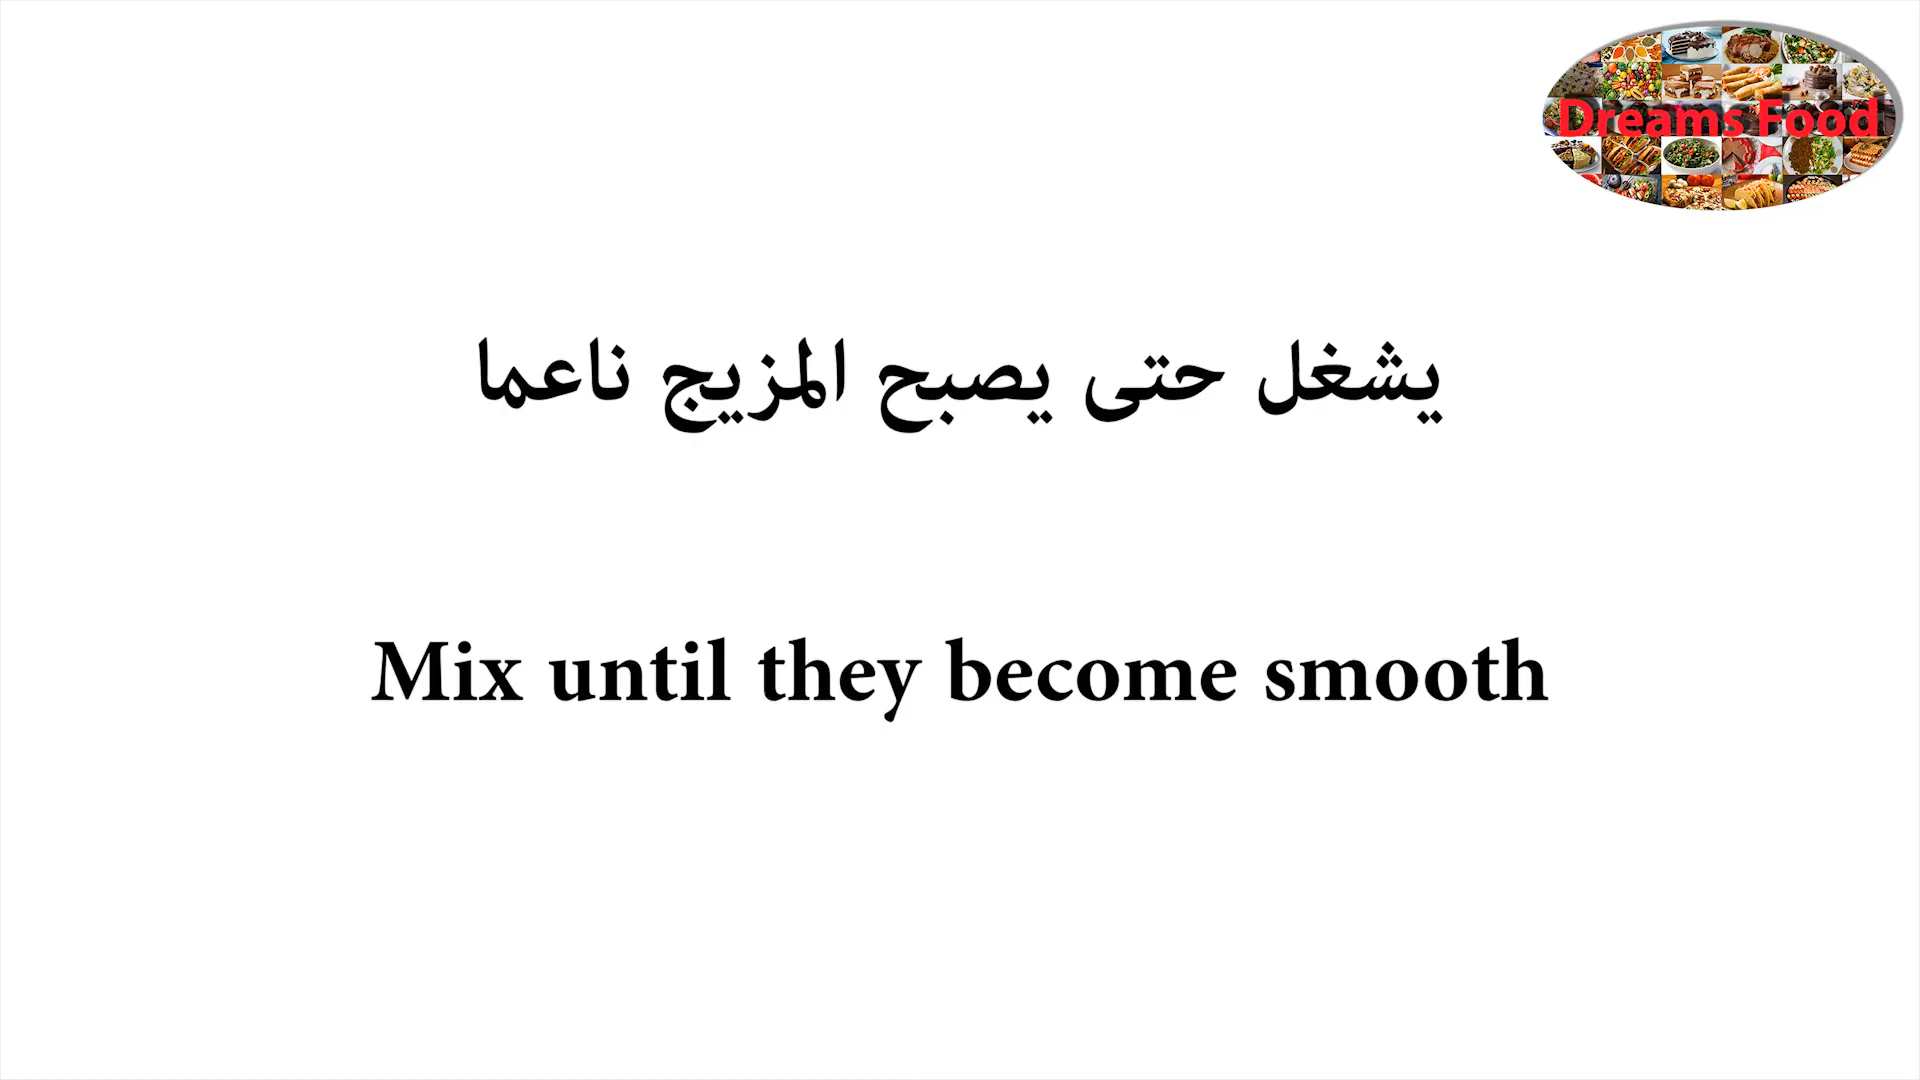 Dreams Food
يشغل حتى يصبح المزيج ناعما
Mix until they become smooth